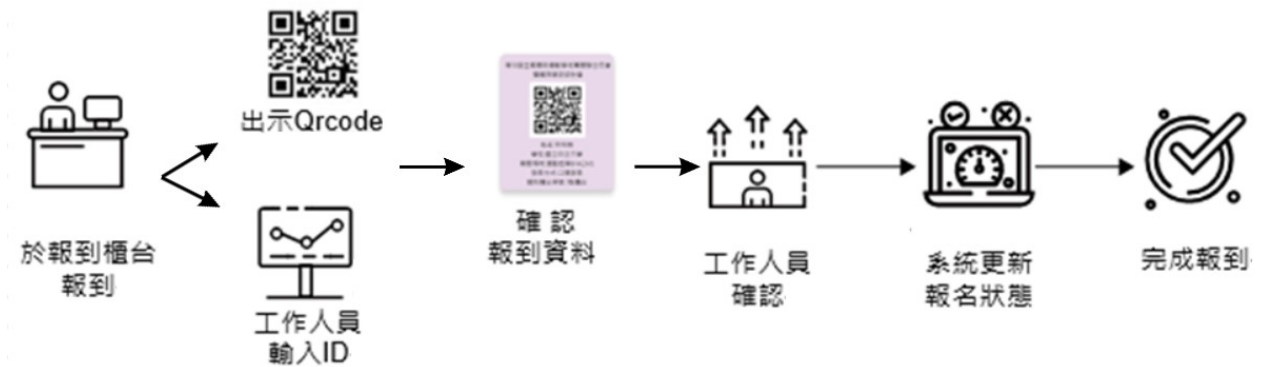 出示Qrcode
於報到櫃台
報到
工作人員
輸入ID
確 認
報到資料
工作人員
確認
系統更新
報名狀態
完成報到